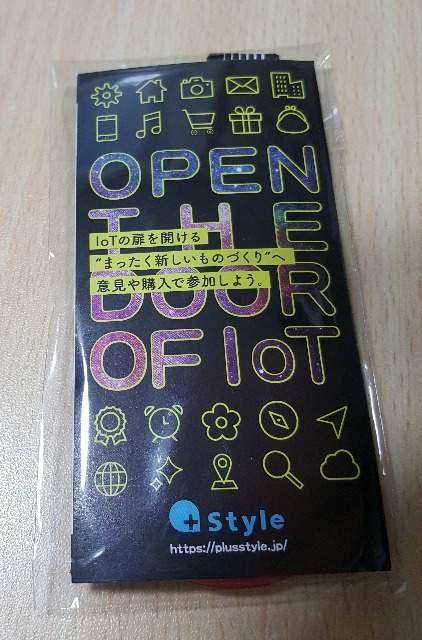 OPEN
THE
DOOR
OF IoT
IoTの扉を開ける
"まったく新しいものづくり"へ
意見や購入で参加しよう。
+Style
https://plusstyle.jp/